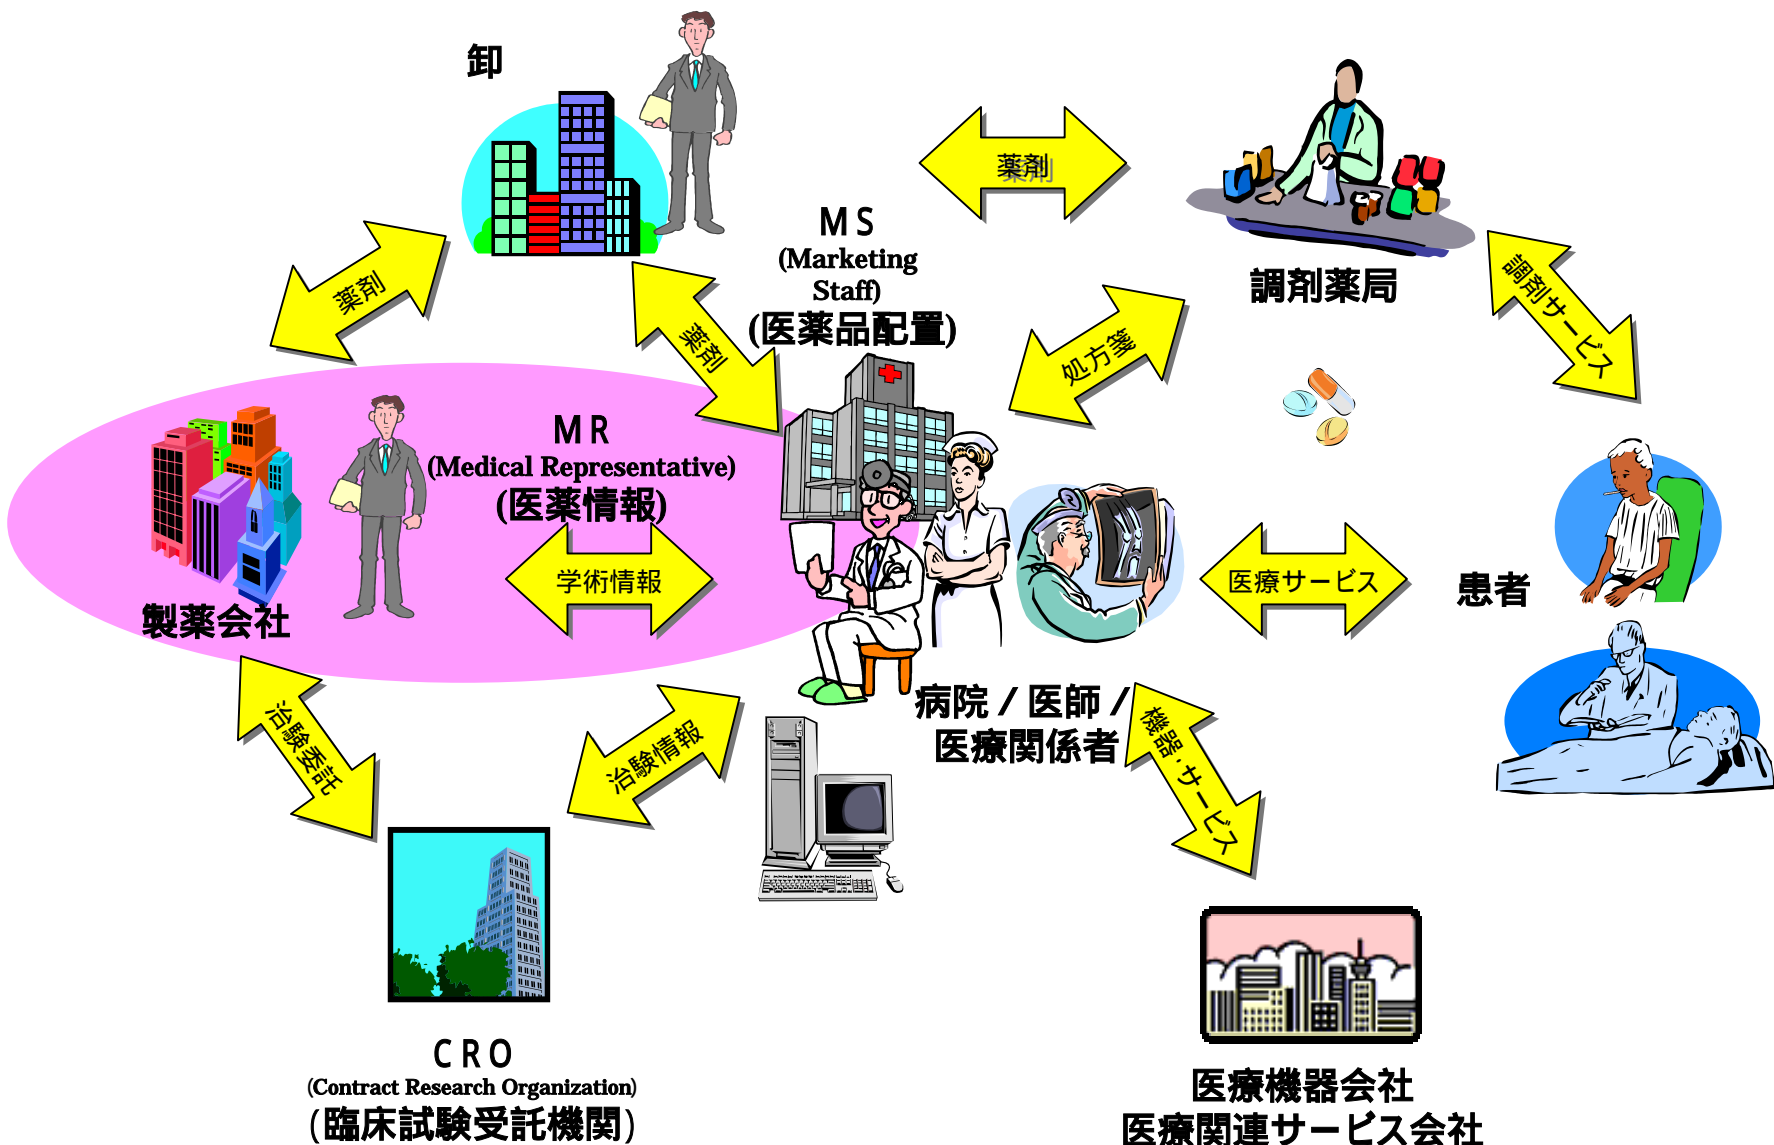 卸
薬剤
MS
(Marketing
Staff)
(医薬品配置)
薬剤
薬剤
調剤薬局
調剤サービス
処方箋
MR
(Medical Representative)
(医薬情報)
学術情報
製薬会社
医療サービス
患者
病院/医師/
医療関係者
治験委託
治験情報
機器・サービス
CRO
(Contract Research Organization)
(臨床試験受託機関)
医療機器会社
医療関連サービス会社